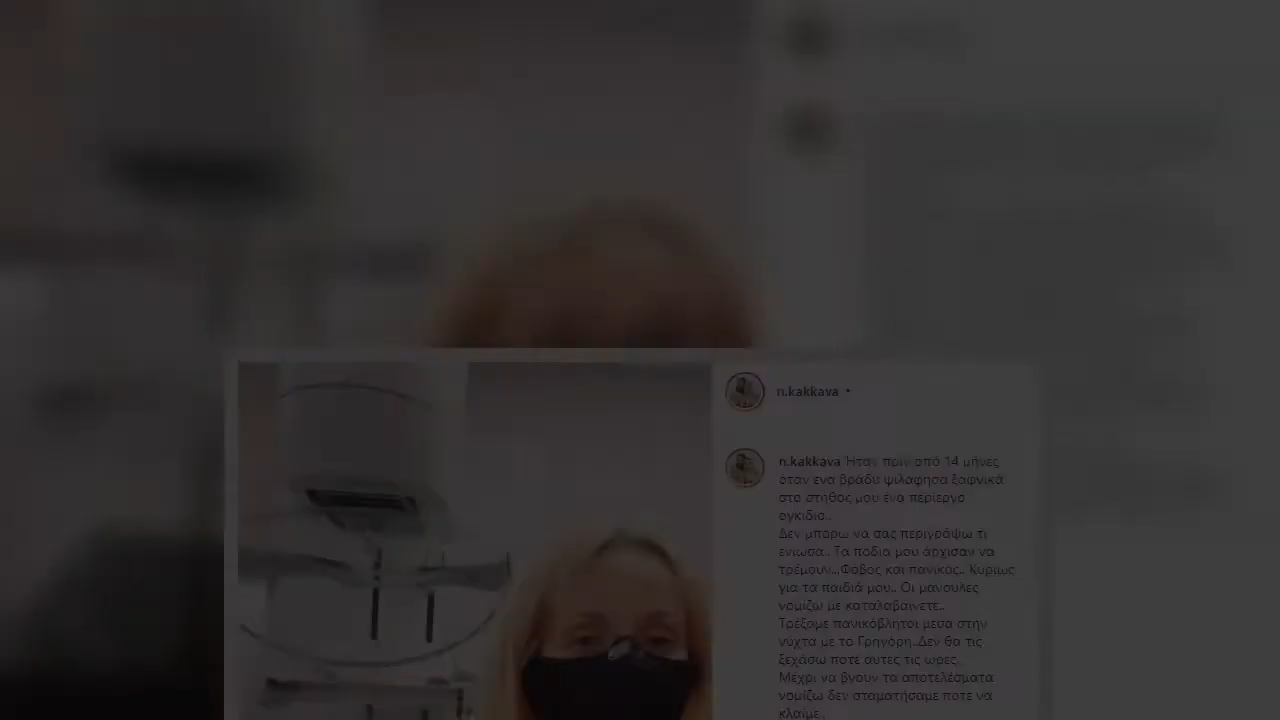 n.kakkava •
n.kakkava Ήταν πριν από 14 μήνες
όταν ένα βράδυ ψιλάφησα ξαφνικά
στο στήθος μου ένα περίεργο
ογκίδιο..
Δεν μπορώ να σας περιγράψω τι
ένιωσα.. Τα πόδια μου άρχισαν να
τρέμουν...Φόβος και πανικός.. Κυρίως
για τα παιδιά μου.. Οι μανούλες
νομίζω με καταλαβαίνετε..
Τρέξαμε πανικόβλητοι μέσα στην
νύχτα με το Γρηγόρη..Δεν θα τις
ξεχάσω ποτέ αυτές τις ώρες..
Μέχρι να βγουν τα αποτελέσματα
νομίζω δεν σταματήσαμε ποτέ να
κλαίμε..